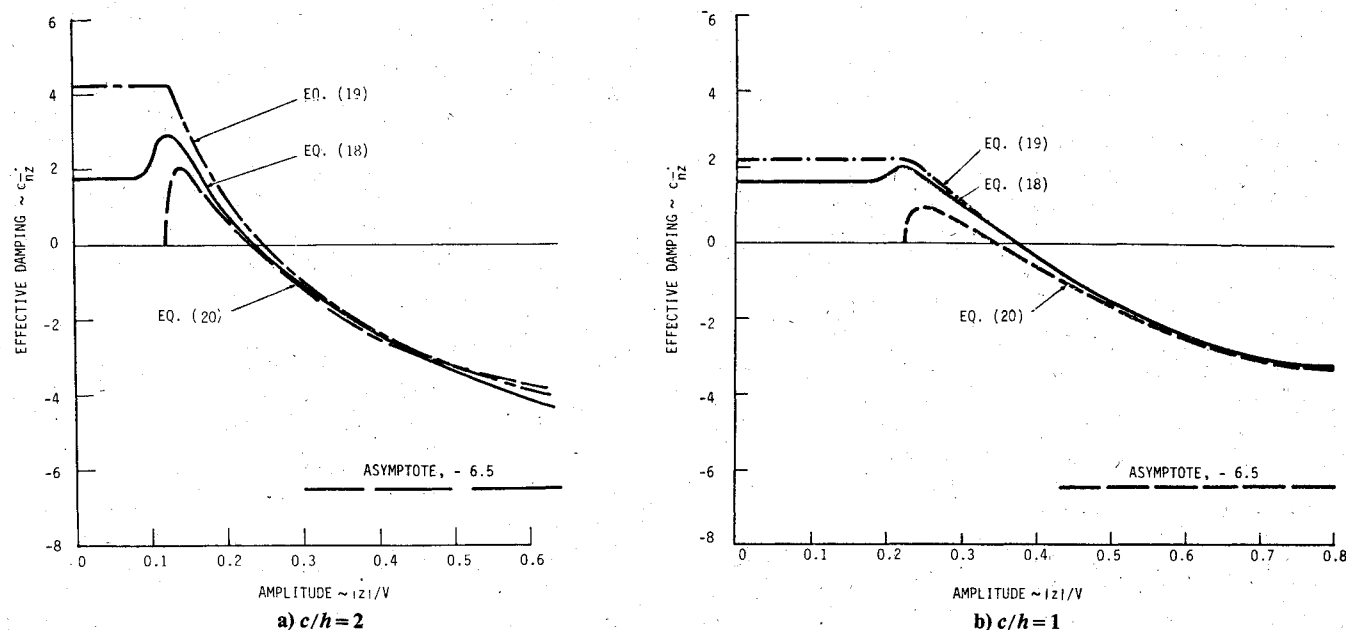 EFFECTIVE DAMPING ~ c̄nż
6
4
2
0
-2
-4
-6
-8
EQ. (19)
EQ. (18)
EQ. (20)
ASYMPTOTE, - 6.5
0 0.1 0.2 0.3 0.4 0.5 0.6
AMPLITUDE ~ |z|/V
a) c/h = 2
EFFECTIVE DAMPING ~ c̄nż
6
4
2
0
-2
-4
-6
-8
EQ. (19)
EQ. (18)
EQ. (20)
ASYMPTOTE, - 6.5
0 0.1 0.2 0.3 0.4 0.5 0.6 0.7 0.8
AMPLITUDE ~ |z|/V
b) c/h = 1